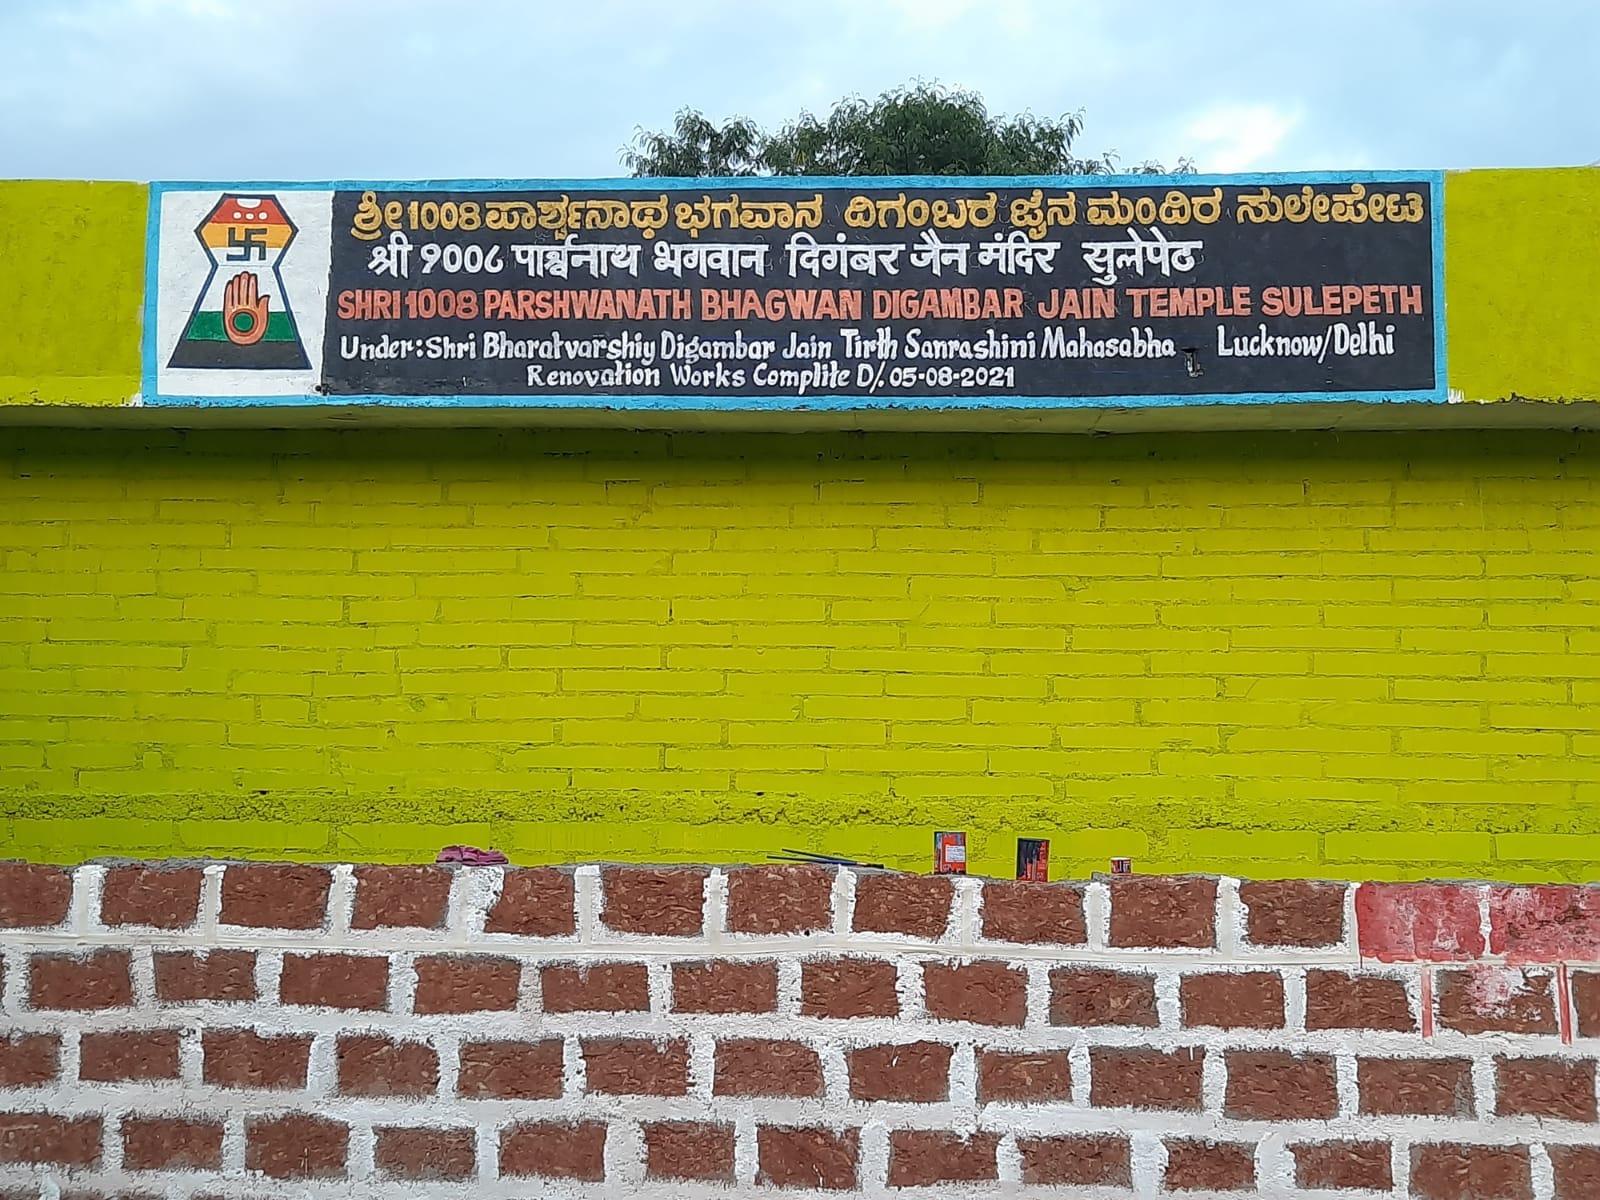 ಶ್ರೀ 1008 ಪಾರ್ಶ್ವನಾಥ ಭಗವಾನ ದಿಗಂಬರ ಜೈನ ಮಂದಿರ ಸುಲೇಪೇಟ
श्री १००८ पार्श्वनाथ भगवान दिगंबर जैन मंदिर सुलेपेठ
SHRI 1008 PARSHWANATH BHAGWAN DIGAMBAR JAIN TEMPLE SULEPETH
Under: Shri Bharatvarshiy Digambar Jain Tirth Sanrashini Mahasabha Lucknow/Delhi
Renovation Works Complite D/. 05-08-2021